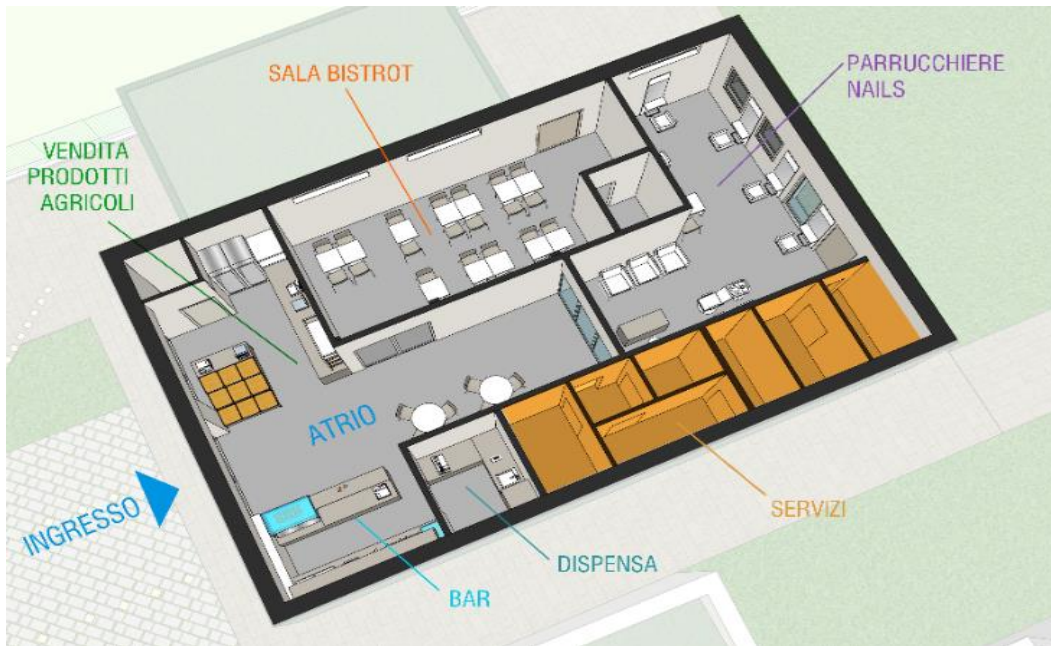 SALA BISTROT
PARRUCCHIERE
NAILS
VENDITA
PRODOTTI
AGRICOLI
ATRIO
INGRESSO
SERVIZI
DISPENSA
BAR